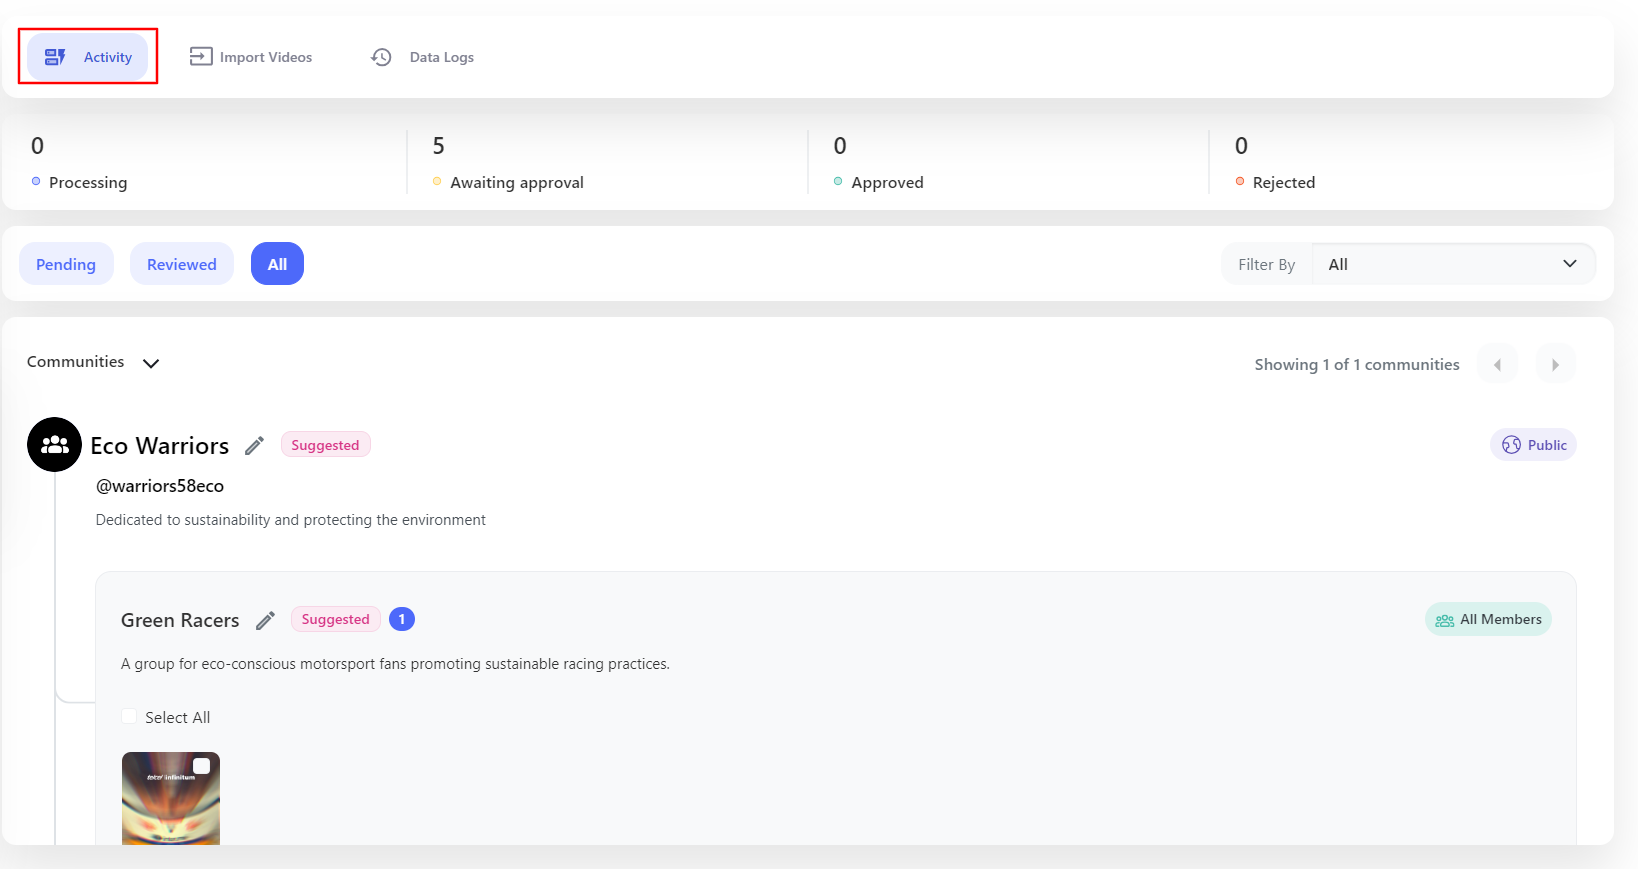 Activity Import Videos Data Logs
0 5 0 0
Processing Awaiting approval Approved Rejected
Pending Reviewed All Filter By All
Communities Showing 1 of 1 communities
Eco Warriors Suggested Public
@warriors58eco
Dedicated to sustainability and protecting the environment
Green Racers Suggested 1 All Members
A group for eco-conscious motorsport fans promoting sustainable racing practices.
Select All
telcel infinitum